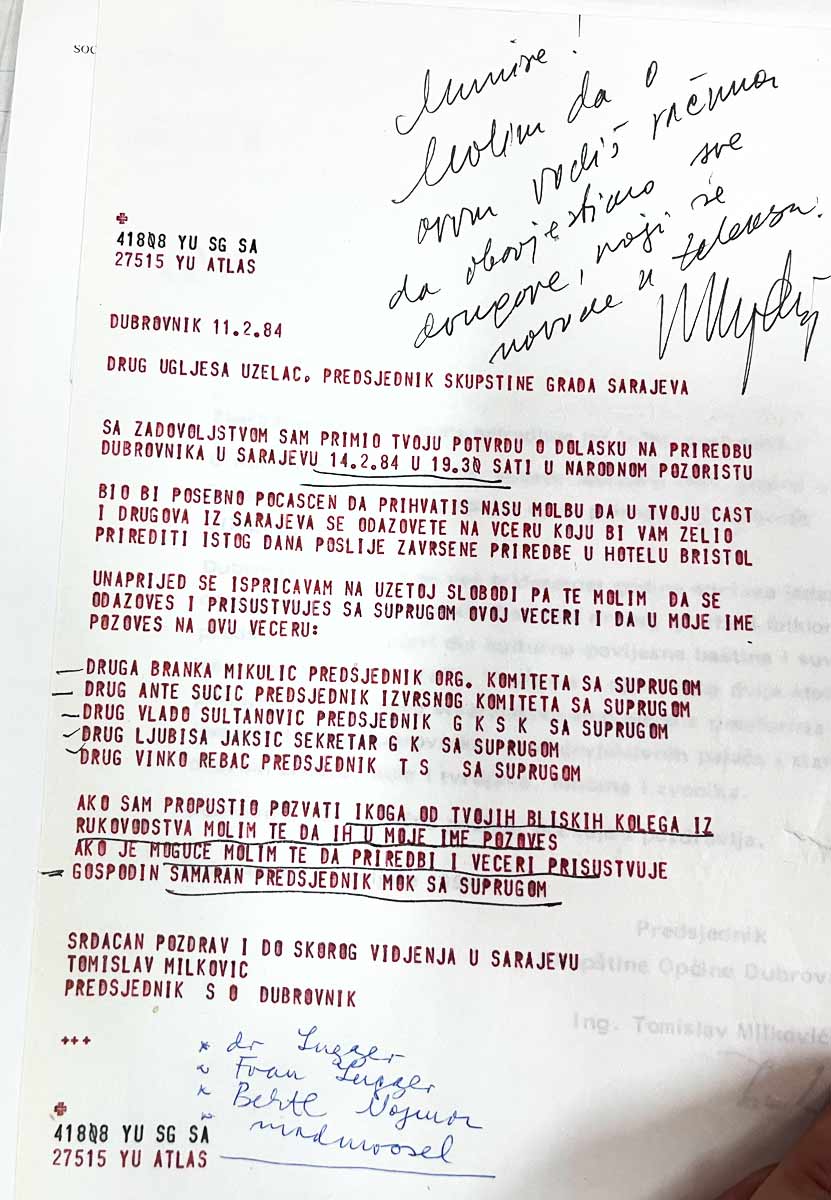 SOC
Munire!
Molim da o
ovom vodiš računa
da obavjestimo sve
drugove, koji se
navode u teleksu.
41808 YU SG SA
27515 YU ATLAS
DUBROVNIK 11.2.84
DRUG UGLJESA UZELAC, PREDSJEDNIK SKUPSTINE GRADA SARAJEVA
SA ZADOVOLJSTVOM SAM PRIMIO TVOJU POTVRDU O DOLASKU NA PRIREDBU
DUBROVNIKA U SARAJEVU 14.2.84 U 19.30 SATI U NARODNOM POZORISTU
BIO BI POSEBNO POCASCEN DA PRIHVATIS NASU MOLBU DA U TVOJU CAST
I DRUGOVA IZ SARAJEVA SE ODAZOVETE NA VCERU KOJU BI VAM ZELIO
PRIREDITI ISTOG DANA POSLIJE ZAVRSENE PRIREDBE U HOTELU BRISTOL
UNAPRIJED SE ISPRICAVAM NA UZETOJ SLOBODI PA TE MOLIM DA SE
ODAZOVES I PRISUSTVUJES SA SUPRUGOM OVOJ VECERI I DA U MOJE IME
POZOVES NA OVU VECERU:
DRUGA BRANKA MIKULIC PREDSJEDNIK ORG. KOMITETA SA SUPRUGOM
DRUG ANTE SUCIC PREDSJEDNIK IZVRSNOG KOMITETA SA SUPRUGOM
DRUG VLADO SULTANOVIC PREDSJEDNIK G K S K SA SUPRUGOM
DRUG LJUBISA JAKSIC SEKRETAR G K SA SUPRUGOM
DRUG VINKO REBAC PREDSJEDNIK T S SA SUPRUGOM
AKO SAM PROPUSTIO POZVATI IKOGA OD TVOJIH BLISKIH KOLEGA IZ
RUKOVODSTVA MOLIM TE DA IH U MOJE IME POZOVES
AKO JE MOGUCE MOLIM TE DA PRIREDBI I VECERI PRISUSTVUJE
GOSPODIN SAMARAN PREDSJEDNIK MOK SA SUPRUGOM
SRDACAN POZDRAV I DO SKOROG VIDJENJA U SARAJEVU
TOMISLAV MILKOVIC
PREDSJEDNIK S O DUBROVNIK
Predsjednik
pštine Općine Dubrov
Ing. Tomislav Milković
+++
dr Lugger
Frau Lugger
Bertl
41808 YU SG SA
27515 YU ATLAS